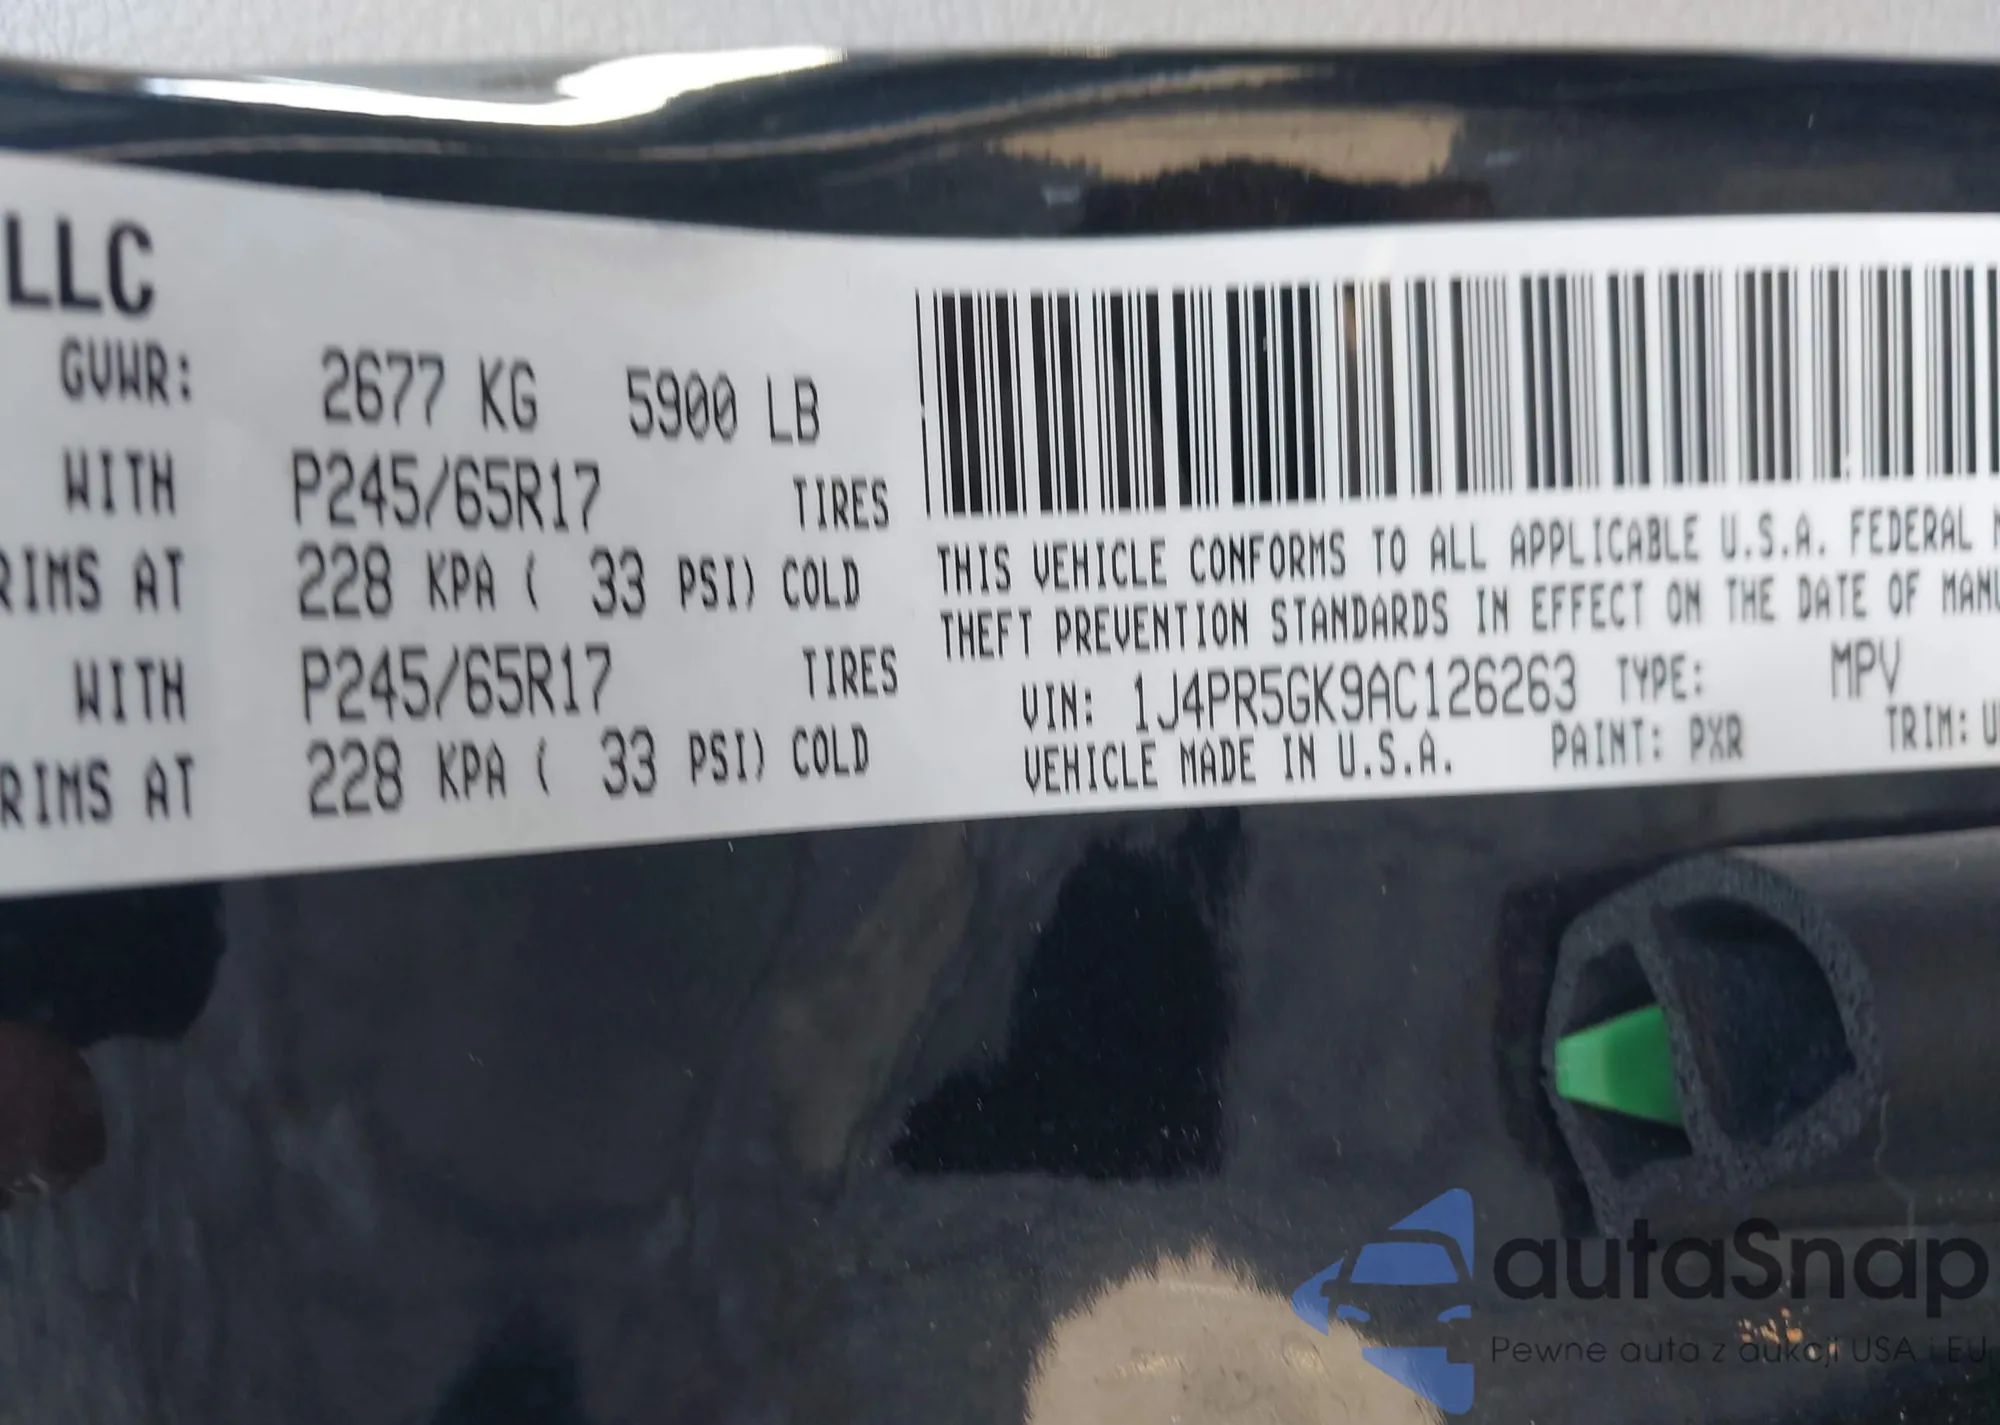 LLC
GVWR: 2677 KG 5900 LB
WITH P245/65R17 TIRES
RIMS AT 228 KPA ( 33 PSI) COLD
WITH P245/65R17 TIRES
RIMS AT 228 KPA ( 33 PSI) COLD
THIS VEHICLE CONFORMS TO ALL APPLICABLE U.S.A. FEDERAL
THEFT PREVENTION STANDARDS IN EFFECT ON THE DATE OF MANU
VIN: 1J4PR5GK9AC126263 TYPE: MPV
VEHICLE MADE IN U.S.A. PAINT: PXR TRIM: U
autaSnap
Pewne auta z aukcji USA i EU